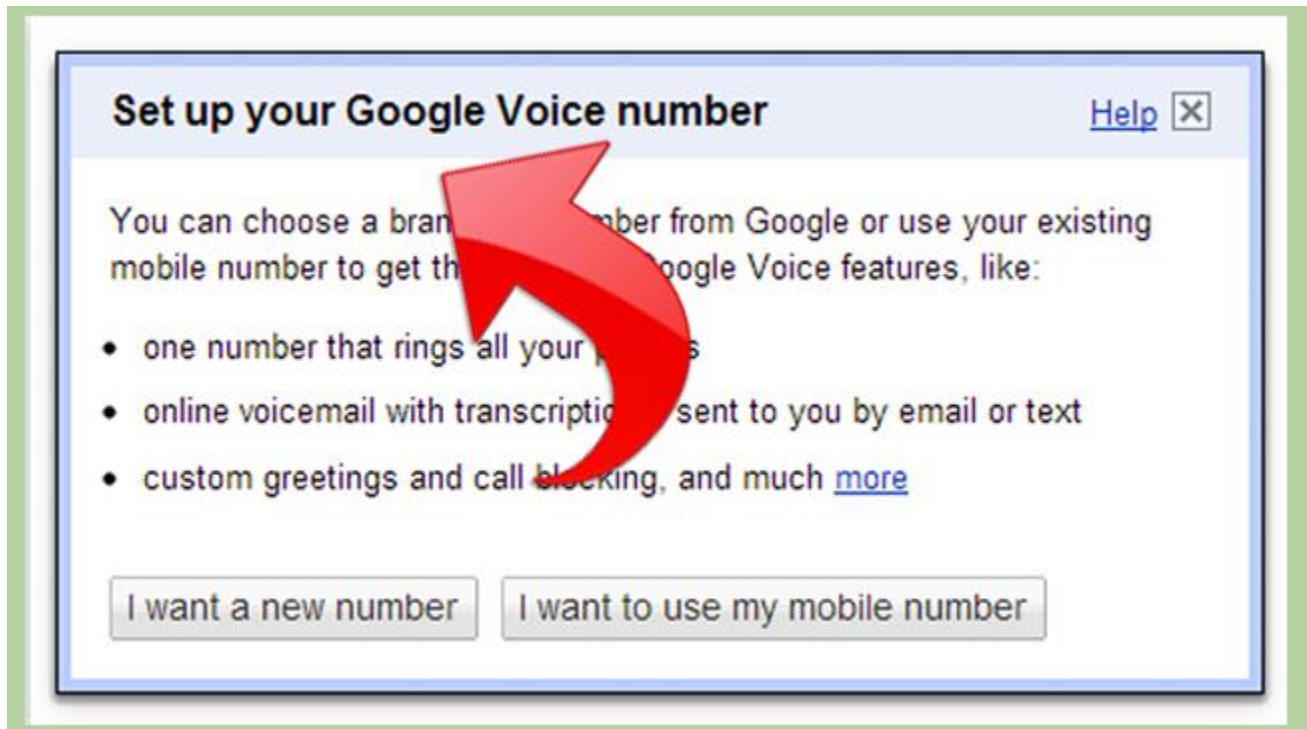 Set up your Google Voice number
Help
You can choose a bran mber from Google or use your existing
mobile number to get th oogle Voice features, like:
• one number that rings all your
• online voicemail with transcriptio sent to you by email or text
• custom greetings and call blocking, and much more
I want a new number
I want to use my mobile number